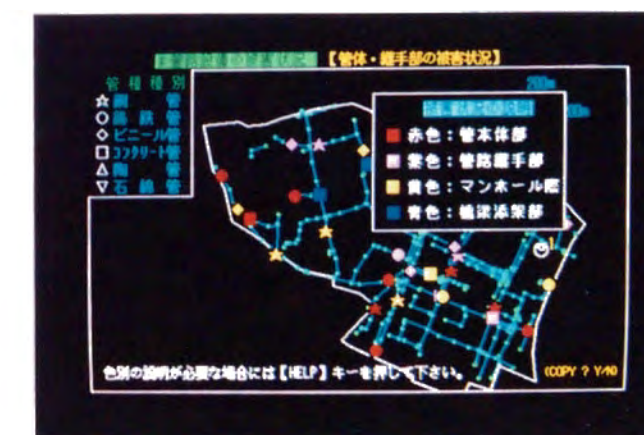 【管体・継手部の被害状況】
管種種別
☆ 鋼 管
○ 鋳鉄管
◇ ビニール管
□ コンクリート管
△ 陶 管
▽ 石綿管
200m
赤色：管本体部
紫色：管路継手部
黄色：マンホール際
青色：橋梁添架部
1
色別の説明が必要な場合には【HELP】キーを押して下さい。
(COPY ? Y/N)